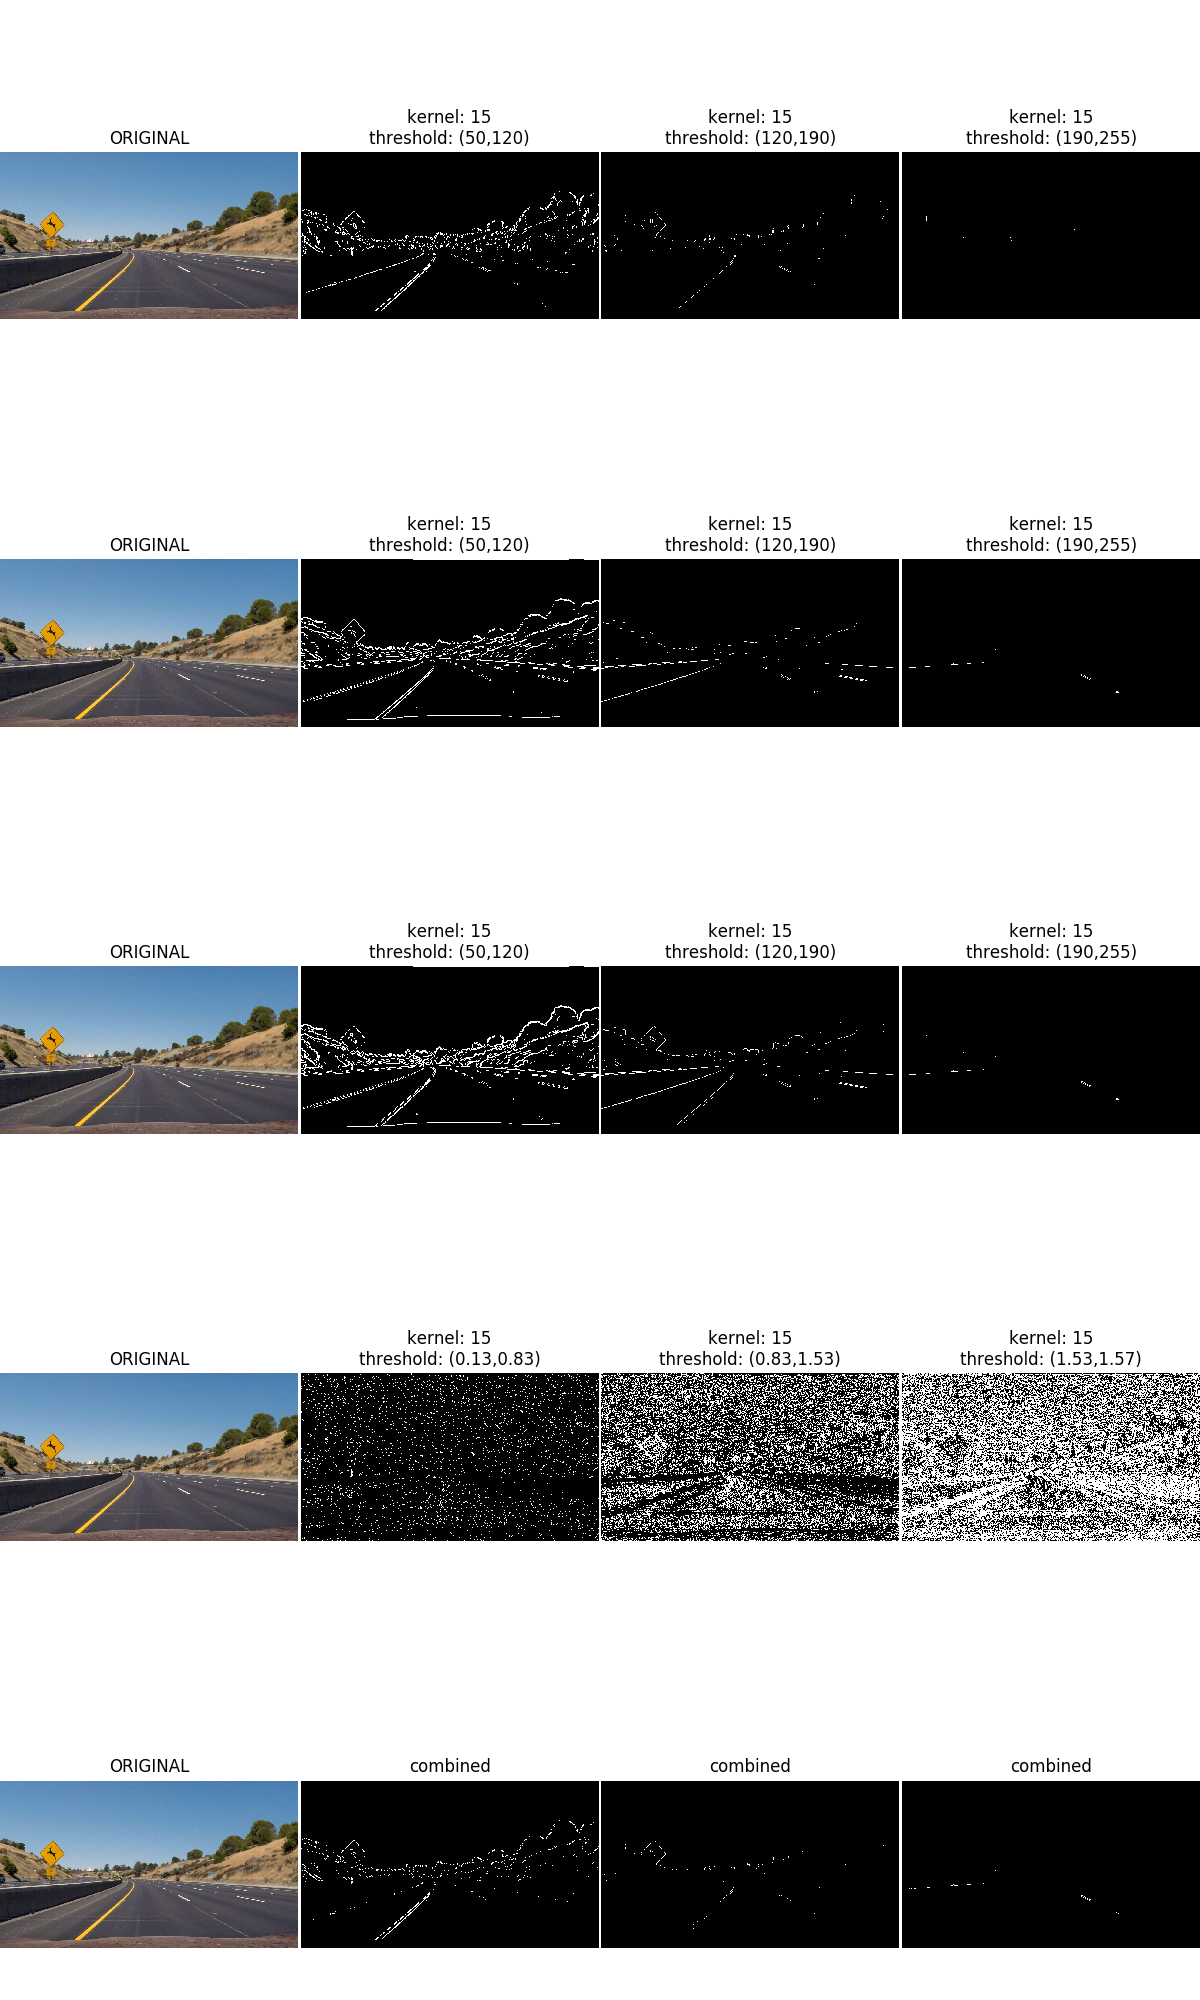 ORIGINAL
kernel: 15
threshold: (50,120)
kernel: 15
threshold: (120,190)
kernel: 15
threshold: (190,255)
ORIGINAL
kernel: 15
threshold: (50,120)
kernel: 15
threshold: (120,190)
kernel: 15
threshold: (190,255)
ORIGINAL
kernel: 15
threshold: (50,120)
kernel: 15
threshold: (120,190)
kernel: 15
threshold: (190,255)
ORIGINAL
kernel: 15
threshold: (0.13,0.83)
kernel: 15
threshold: (0.83,1.53)
kernel: 15
threshold: (1.53,1.57)
ORIGINAL
combined
combined
combined